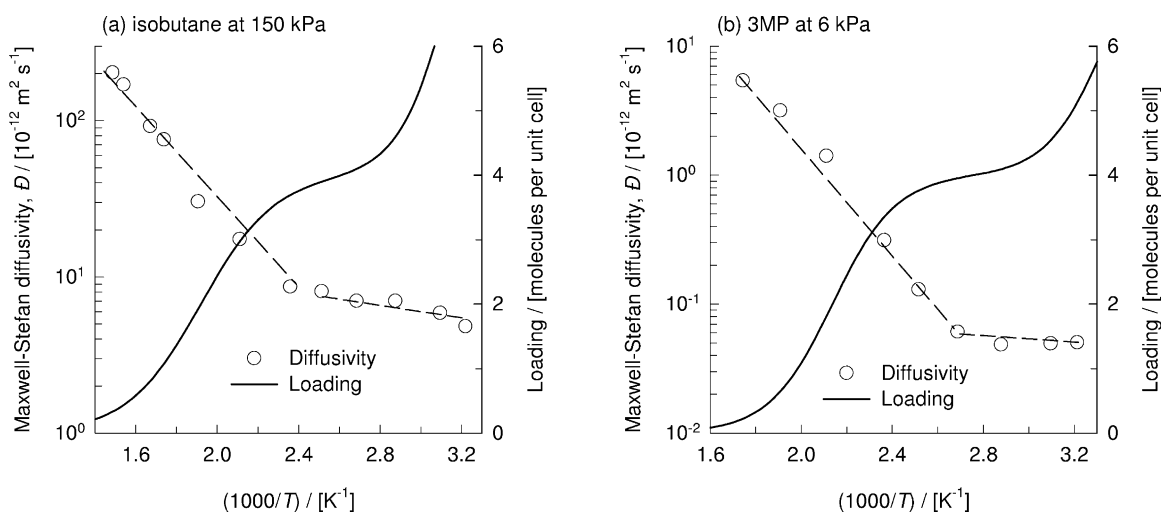 (a) isobutane at 150 kPa
Maxwell-Stefan diffusivity, Đ / [10⁻¹² m² s⁻¹]
10²
10¹
10⁰
6
4
2
0
Loading / [molecules per unit cell]
Diffusivity
Loading
1.6 2.0 2.4 2.8 3.2
(1000/T) / [K⁻¹]
(b) 3MP at 6 kPa
Maxwell-Stefan diffusivity, Đ / [10⁻¹² m² s⁻¹]
10¹
10⁰
10⁻¹
10⁻²
6
4
2
0
Loading / [molecules per unit cell]
Diffusivity
Loading
1.6 2.0 2.4 2.8 3.2
(1000/T) / [K⁻¹]